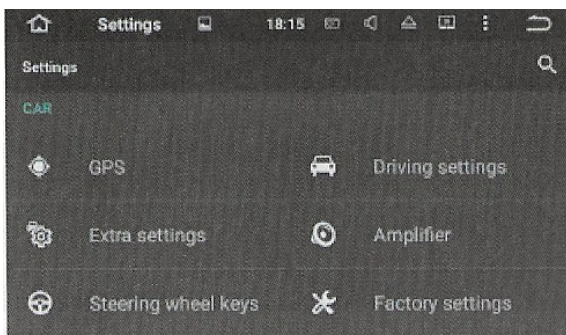 Settings 18:15
Settings
CAR
GPS Driving settings
Extra settings Amplifier
Steering wheel keys Factory settings